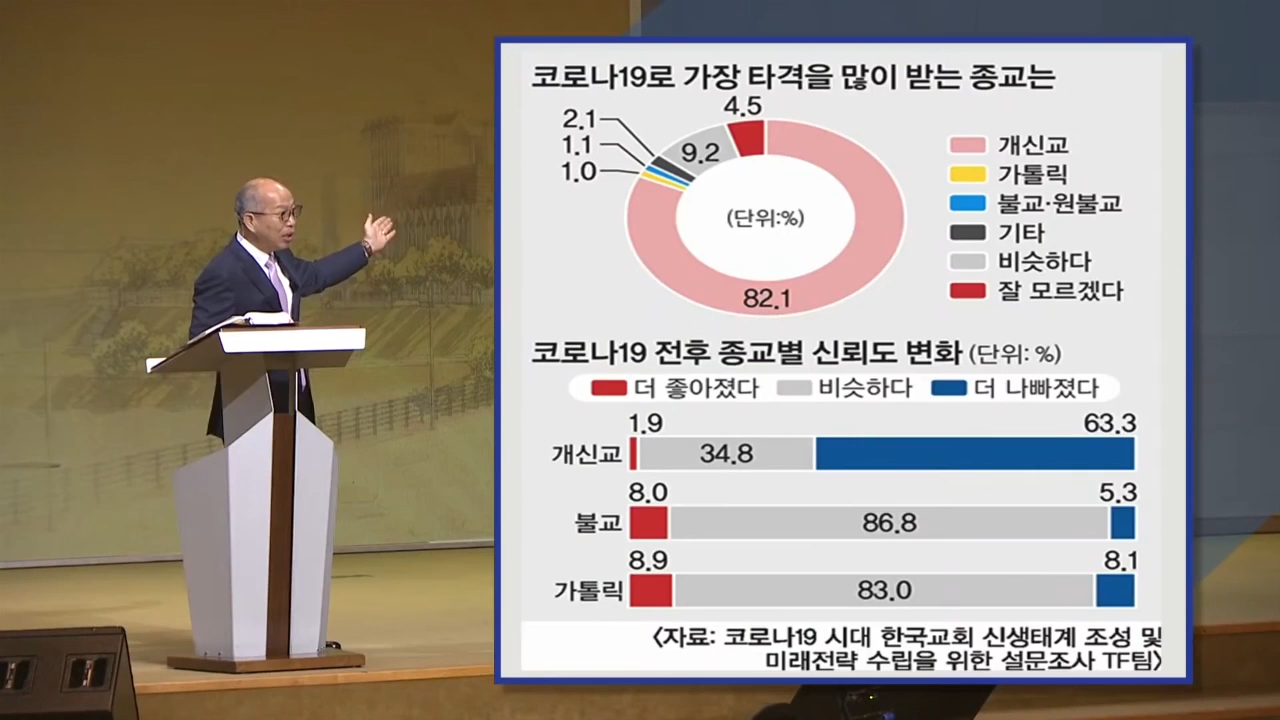 코로나19로 가장 타격을 많이 받는 종교는
4.5
2.1
1.1
1.0
9.2
(단위:%)
82.1
개신교
가톨릭
불교·원불교
기타
비슷하다
잘 모르겠다
코로나19 전후 종교별 신뢰도 변화 (단위: %)
더 좋아졌다 비슷하다 더 나빠졌다
1.9 63.3
개신교 34.8
8.0 5.3
불교 86.8
8.9 8.1
가톨릭 83.0
〈자료: 코로나19 시대 한국교회 신생태계 조성 및
미래전략 수립을 위한 설문조사 TF팀〉